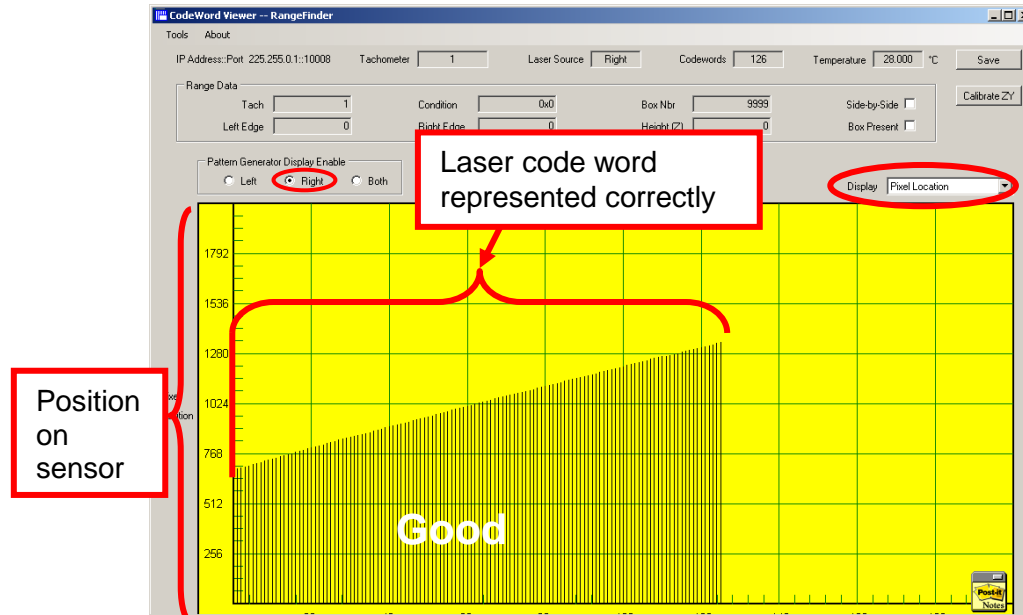 CodeWord Viewer -- RangeFinder
Tools About
IP Address::Port 225.255.0.1::10008 Tachometer 1 Laser Source Right Codewords 126 Temperature 28.000 °C Save
Range Data
Tach 1 Condition 0x0 Box Nbr 9999 Side-by-Side Calibrate ZY
Left Edge 0 Right Edge 0 Height (Z) 0 Box Present
Pattern Generator Display Enable
Left Right Both
Laser code word
represented correctly
Display Pixel Location
1792
1536
1280
1024
768
512
256
Position
on
sensor
Good
Post-it
Notes